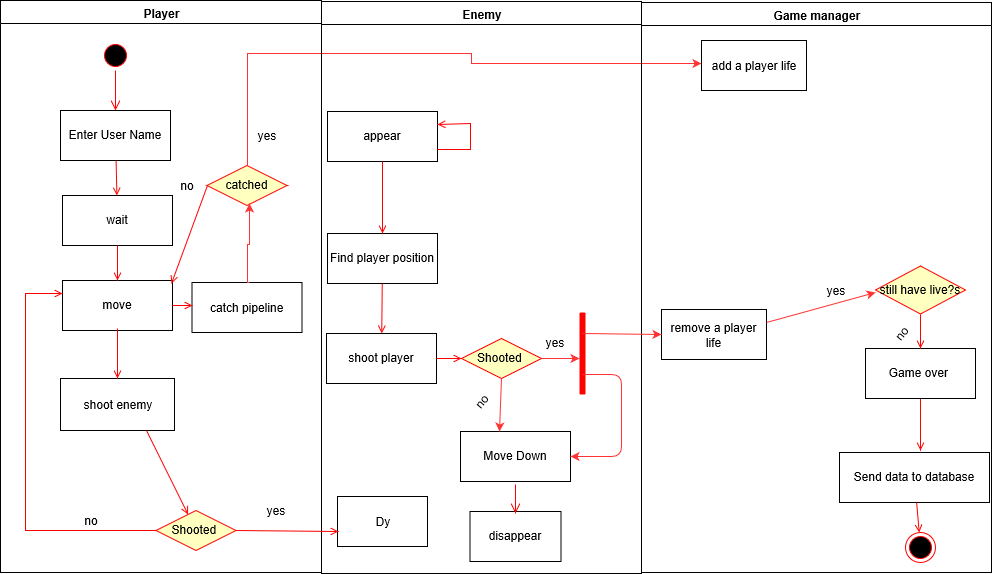 Player
Enemy
Game manager
add a player life
Enter User Name
yes
appear
no
catched
wait
Find player position
move
catch pipeline
still have live?s
yes
remove a player
life
no
shoot player
Shooted
yes
Game over
no
shoot enemy
Move Down
Send data to database
no
Shooted
yes
Dy
disappear